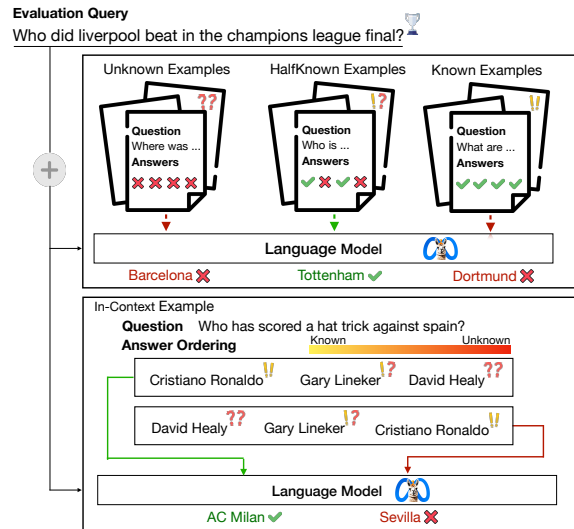 Evaluation Query
Who did liverpool beat in the champions league final?
Unknown Examples HalfKnown Examples Known Examples
?? !? !!
Question Question Question
Where was ... Who is ... What are ...
Answers Answers Answers
Language Model
Barcelona Tottenham Dortmund
In-Context Example
Question Who has scored a hat trick against spain?
Answer Ordering Known Unknown
Cristiano Ronaldo!! Gary Lineker!? David Healy??
David Healy?? Gary Lineker!? Cristiano Ronaldo!!
Language Model
AC Milan Sevilla